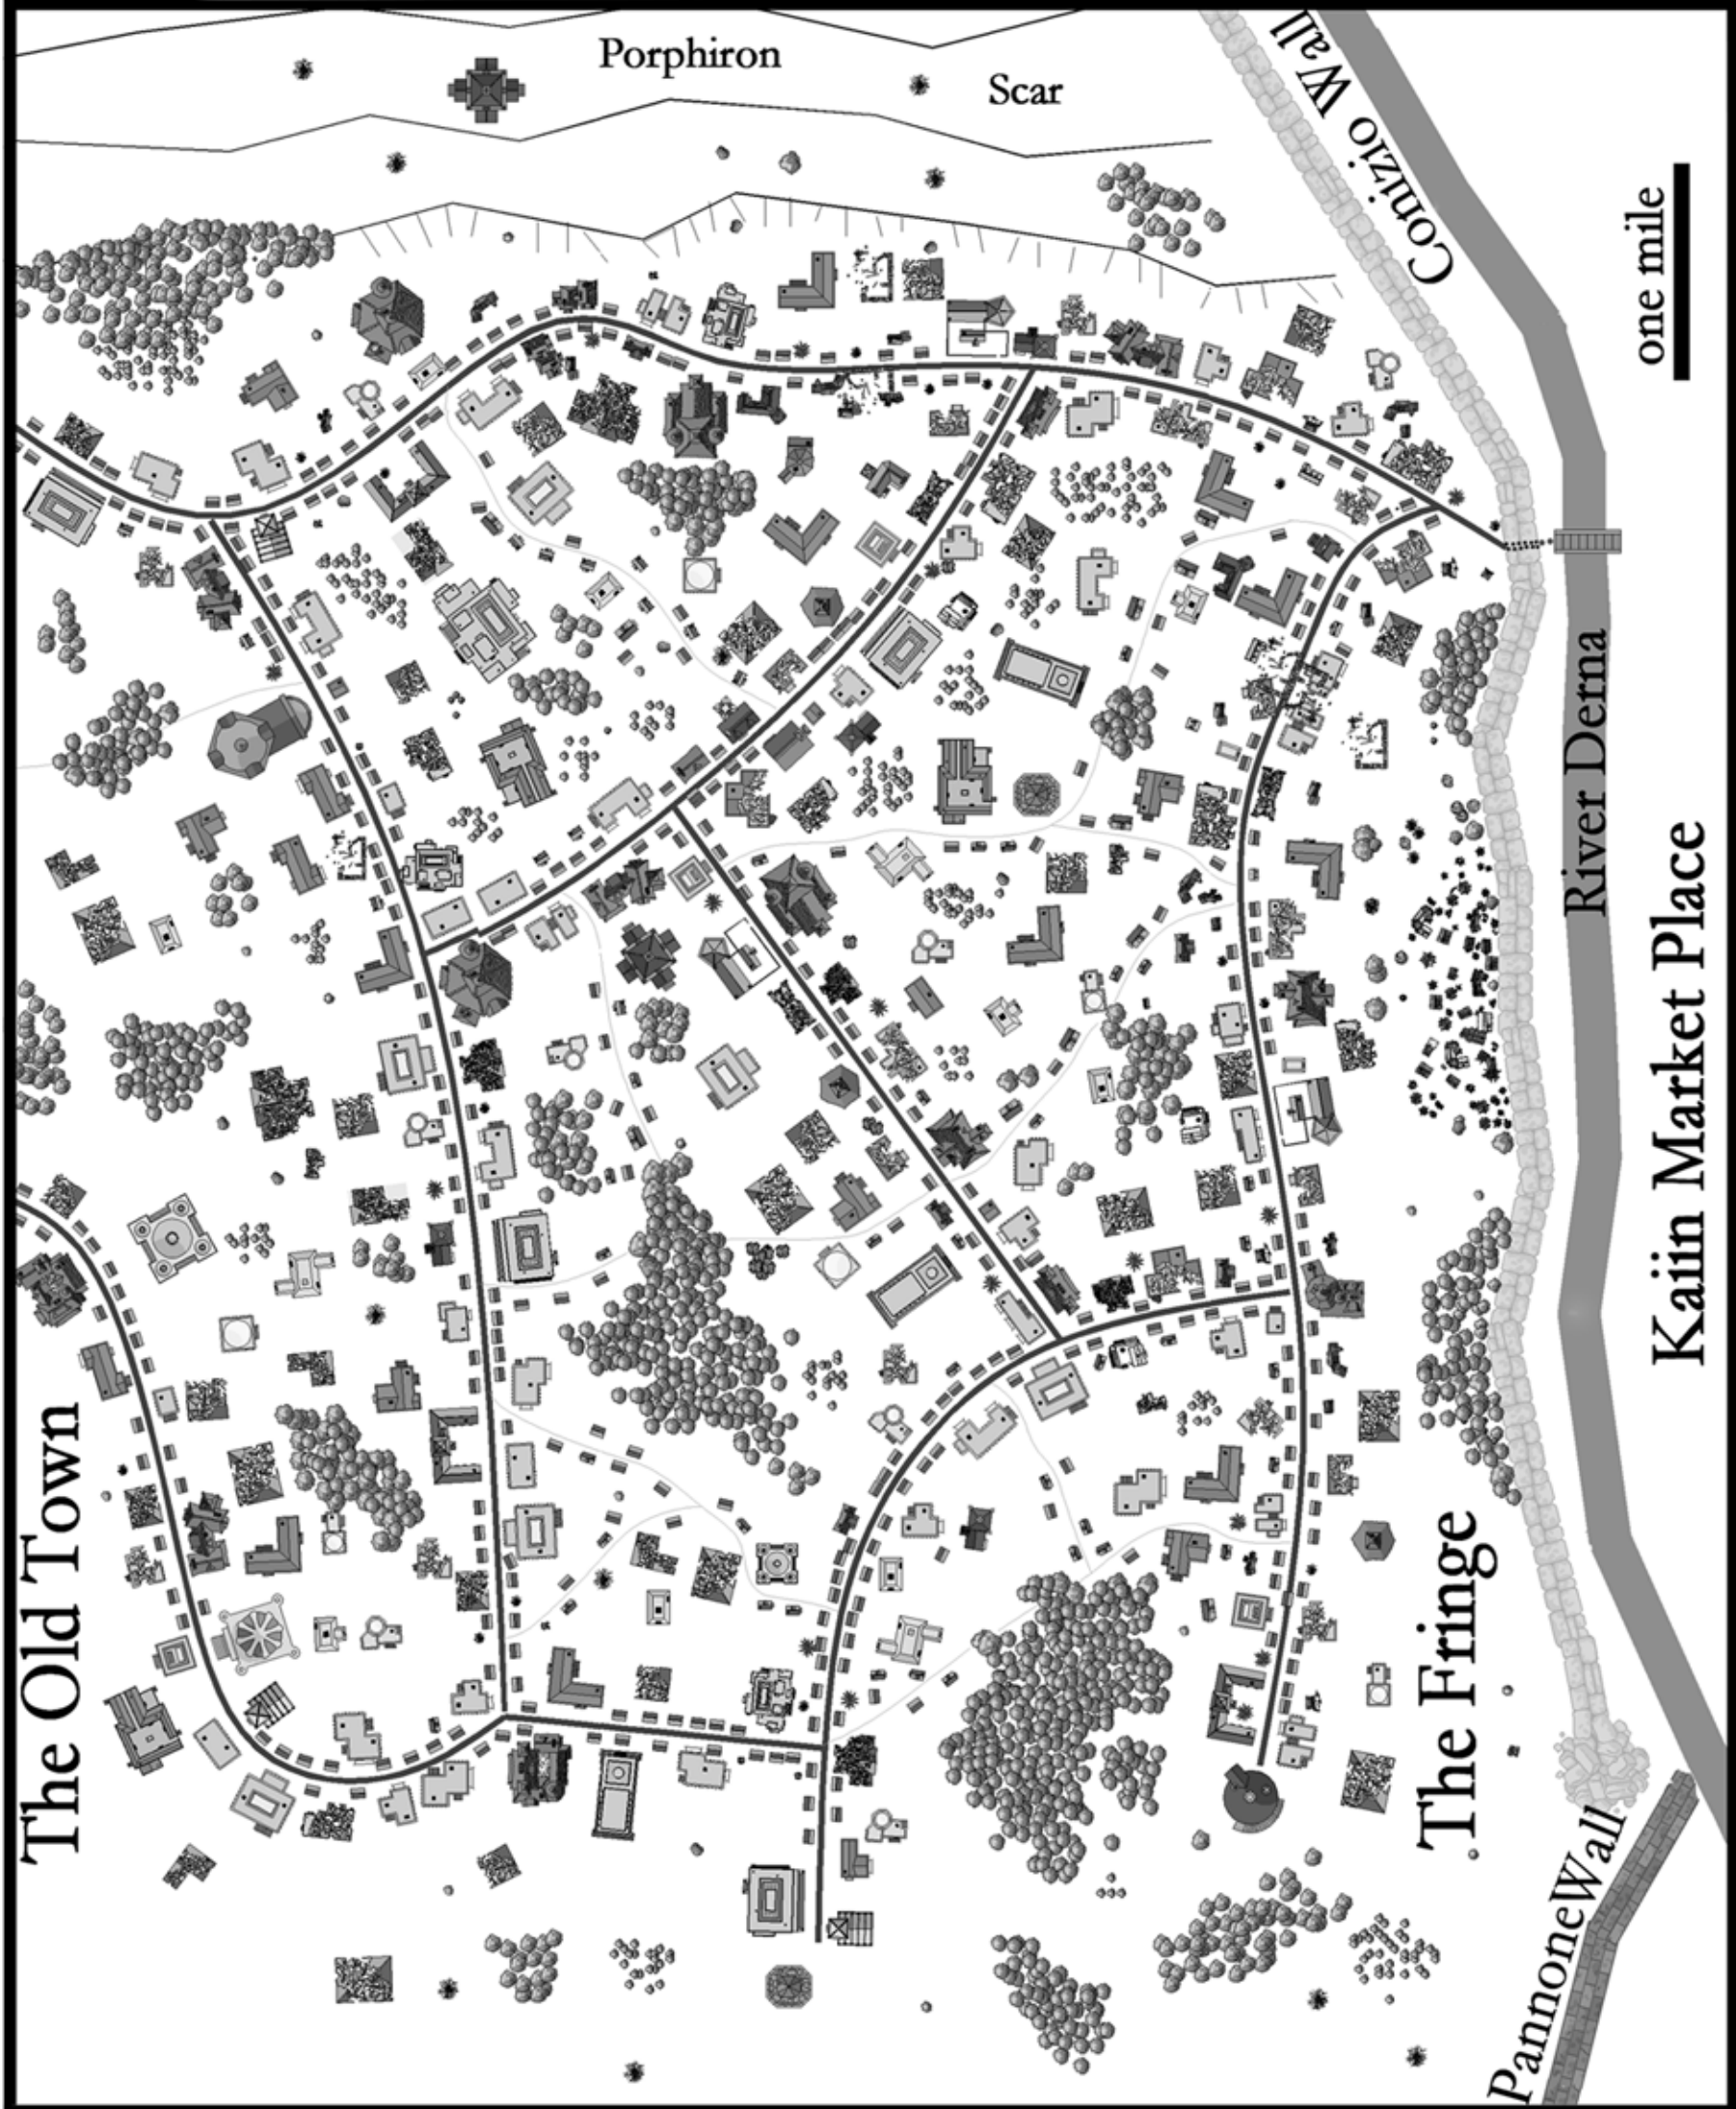 Porphiron
Scar
Conizio Wall
one mile
River Derna
Kaiin Market Place
The Old Town
The Fringe
PannoneWall